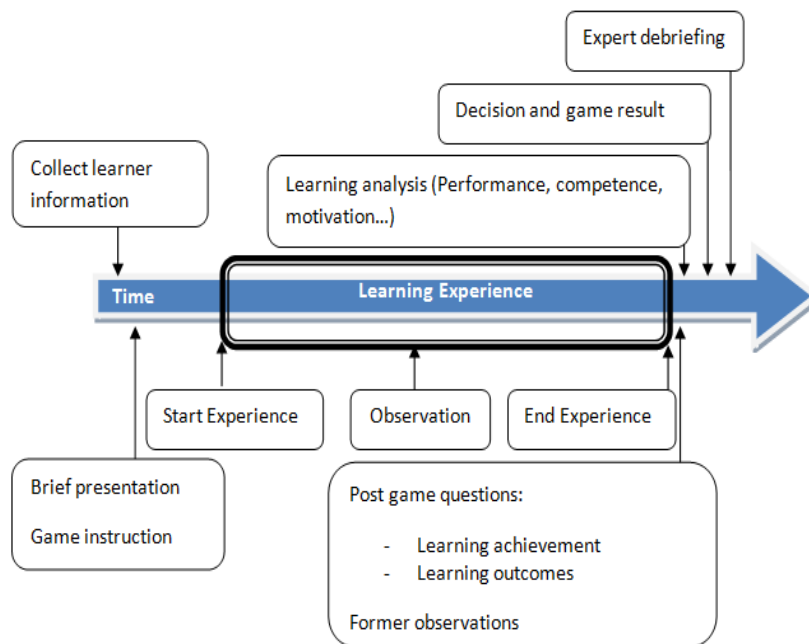 Expert debriefing
Decision and game result
Collect learner
information
Learning analysis (Performance, competence,
motivation...)
Time
Learning Experience
Start Experience
Observation
End Experience
Brief presentation
Game instruction
Post game questions:
- Learning achievement
- Learning outcomes
Former observations